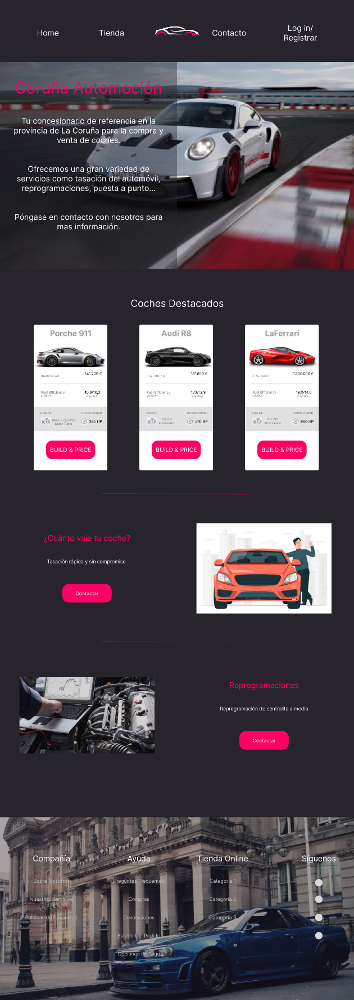 Home
Tienda
Contacto
Log in/
Registrar
Coruña Automoción
Tu concesionario de referencia en la
provincia de La Coruña para la compra y
venta de coches.
Ofrecemos una gran variedad de
servicios como tasación del automóvil,
reprogramaciones, puesta a punto...
Póngase en contacto con nosotros para
mas información.
Coches Destacados
Porche 911
STARTING AT:
141.239 €
Fuel Efficiency
L/100Km*
10,8/10,3
(city/hwy)
ENGINE
HORSEPOWER
Bóxer 6 cilindros
Doble Turbo
385 HP
BUILD & PRICE
Audi R8
STARTING AT:
181.850 €
Fuel Efficiency
L/100Km*
13,1/12,9
(city/hwy)
ENGINE
HORSEPOWER
5.2 V10
Atmosférico
570 HP
BUILD & PRICE
LaFerrari
STARTING AT:
1.300.000 €
Fuel Efficiency
L/100Km*
19,0/14,0
(city/hwy)
ENGINE
HORSEPOWER
6.3 V12
Atmosférico
960 HP
BUILD & PRICE
¿Cuánto vale tu coche?
Tasación rápida y sin compromiso.
Contactar
Reprogramaciones
Reprogramación de centralita a media
Contactar
Compañía
Sobre Nosotros
Nuestros Servicios
Políticas de Privacidad
Ayuda
Preguntas Frecuentes
Compras
Devoluciones
Estado Del Pedido
Opciones de Pago
Tienda Online
Categoría 1
Categoría 2
Categoría 3
Síguenos